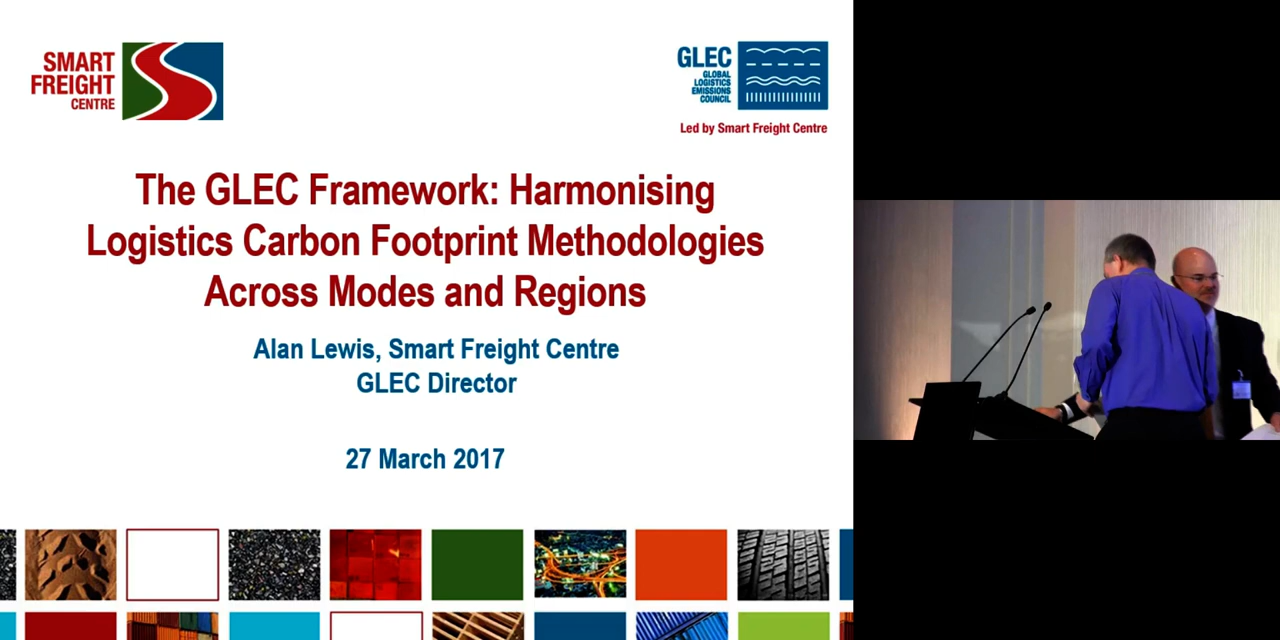 SMART
FREIGHT
CENTRE
GLEC
GLOBAL
LOGISTICS
EMISSIONS
COUNCIL
Led by Smart Freight Centre
The GLEC Framework: Harmonising
Logistics Carbon Footprint Methodologies
Across Modes and Regions
Alan Lewis, Smart Freight Centre
GLEC Director
27 March 2017